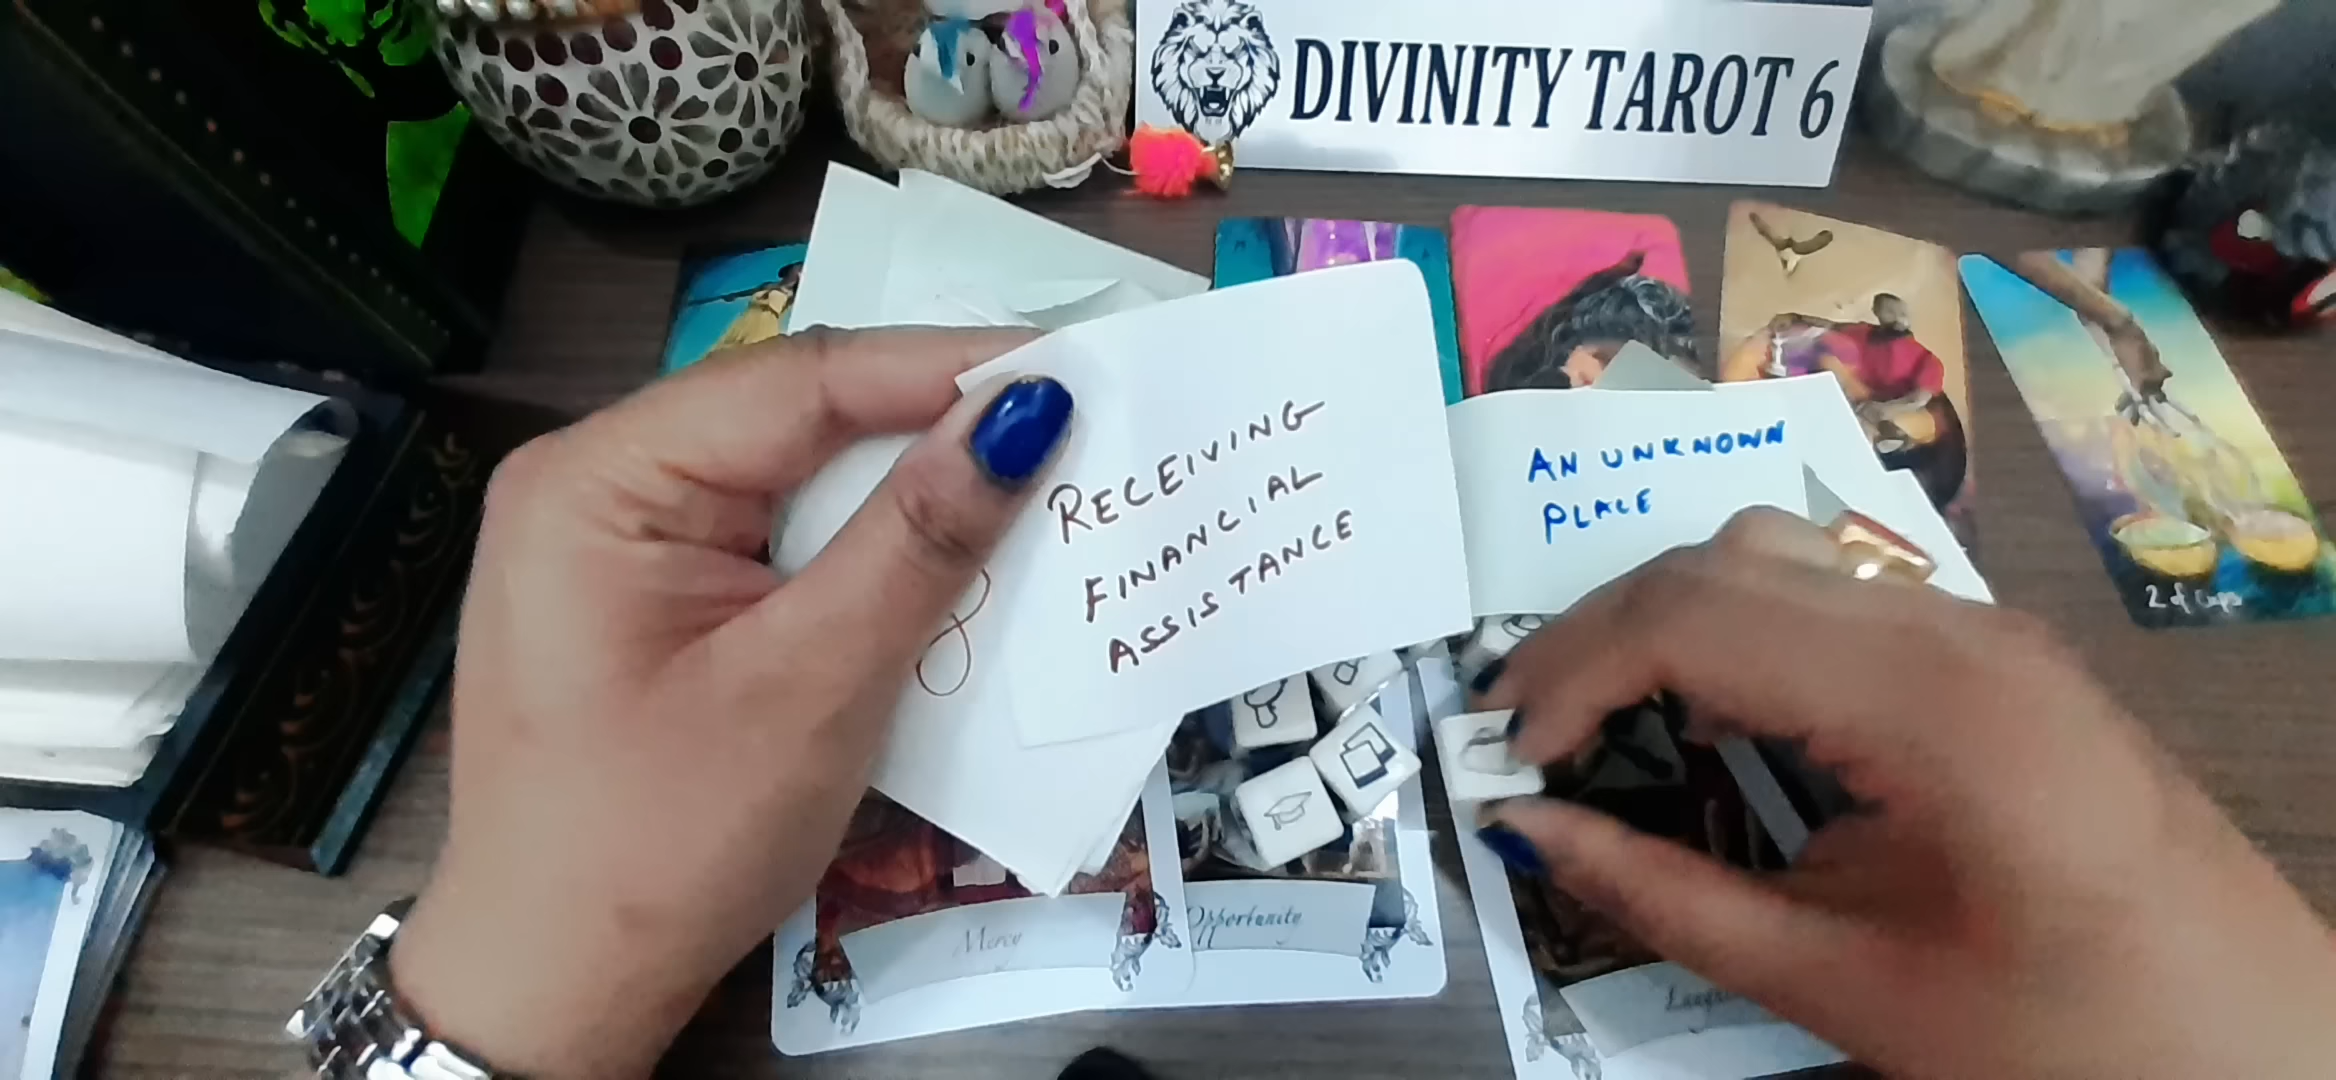 DIVINITY TAROT 6
RECEIVING
FINANCIAL
ASSISTANCE
AN UNKNOWN
PLACE
2 of Cups
Mercy
Opportunity